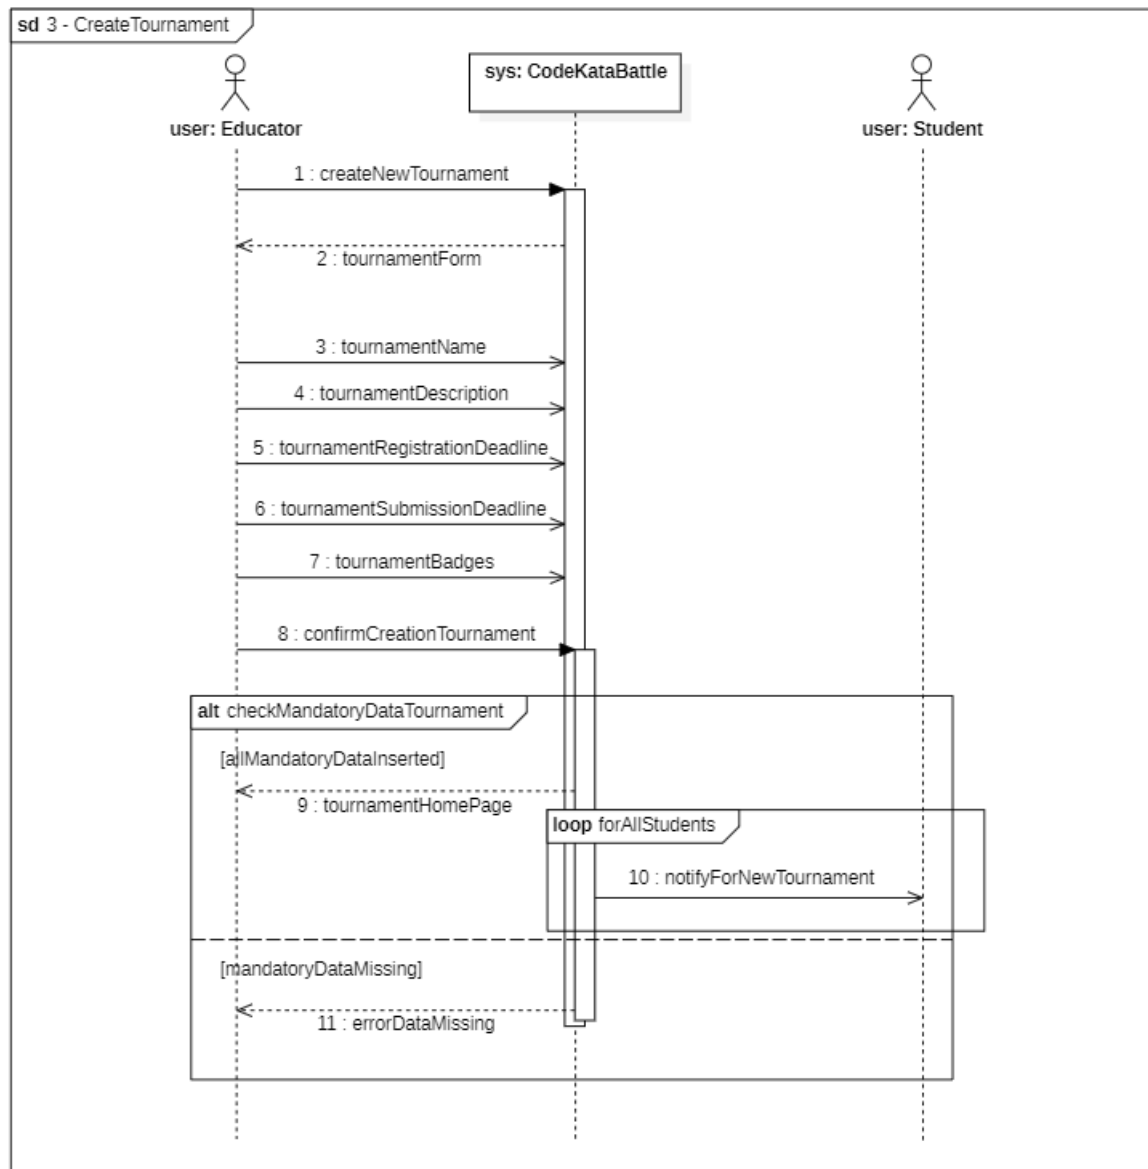 sd 3 - CreateTournament
sys: CodeKataBattle
user: Educator
user: Student
1 : createNewTournament
2 : tournamentForm
3 : tournamentName
4 : tournamentDescription
5 : tournamentRegistrationDeadline
6 : tournamentSubmissionDeadline
7 : tournamentBadges
8 : confirmCreationTournament
alt checkMandatoryDataTournament
[allMandatoryDataInserted]
9 : tournamentHomePage
loop forAllStudents
10 : notifyForNewTournament
[mandatoryDataMissing]
11 : errorDataMissing